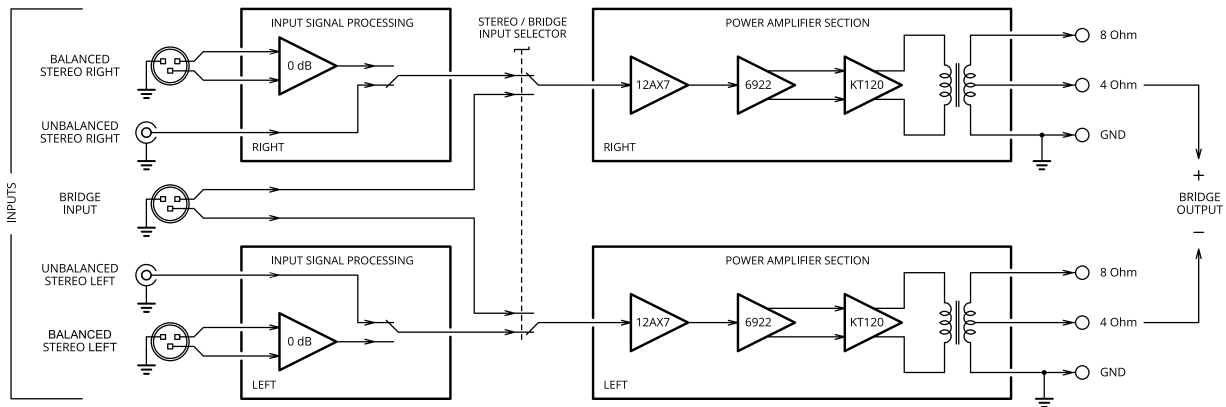 INPUT SIGNAL PROCESSING
STEREO / BRIDGE
INPUT SELECTOR
POWER AMPLIFIER SECTION
BALANCED
STEREO RIGHT
0 dB
12AX7
6922
KT120
8 Ohm
4 Ohm
GND
UNBALANCED
STEREO RIGHT
RIGHT
RIGHT
INPUTS
BRIDGE
INPUT
+
BRIDGE
OUTPUT
–
INPUT SIGNAL PROCESSING
POWER AMPLIFIER SECTION
UNBALANCED
STEREO LEFT
BALANCED
STEREO LEFT
0 dB
12AX7
6922
KT120
8 Ohm
4 Ohm
GND
LEFT
LEFT